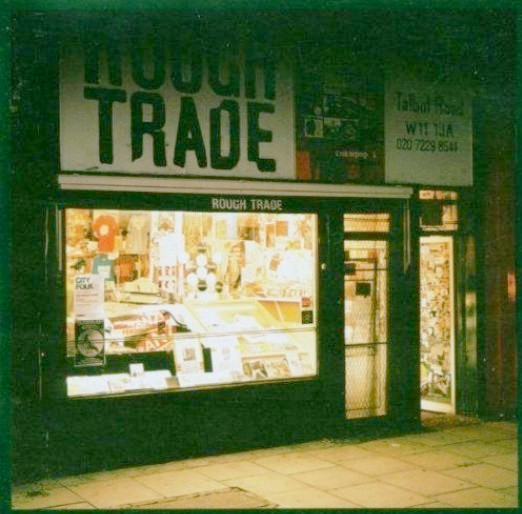 ROUGH
TRADE
Talbot Road
W11 1JA
020 7229 8541
ROUGH TRADE
CITY
FOLK